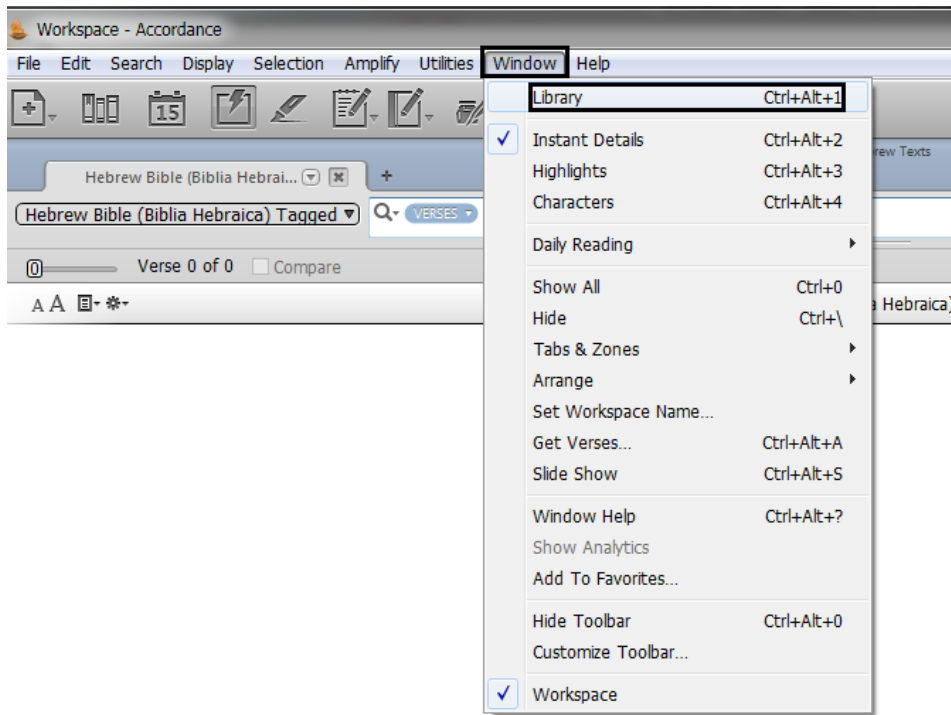 Workspace - Accordance
File Edit Search Display Selection Amplify Utilities Window Help
15
Library Ctrl+Alt+1
Instant Details Ctrl+Alt+2
rew Texts
Hebrew Bible (Biblia Hebrai...
Highlights Ctrl+Alt+3
Hebrew Bible (Biblia Hebraica) Tagged
VERSES
Characters Ctrl+Alt+4
Daily Reading
0 Verse 0 of 0 Compare
Show All Ctrl+0
A A
a Hebraica)
Hide Ctrl+\
Tabs & Zones
Arrange
Set Workspace Name...
Get Verses... Ctrl+Alt+A
Slide Show Ctrl+Alt+S
Window Help Ctrl+Alt+?
Show Analytics
Add To Favorites...
Hide Toolbar Ctrl+Alt+0
Customize Toolbar...
Workspace